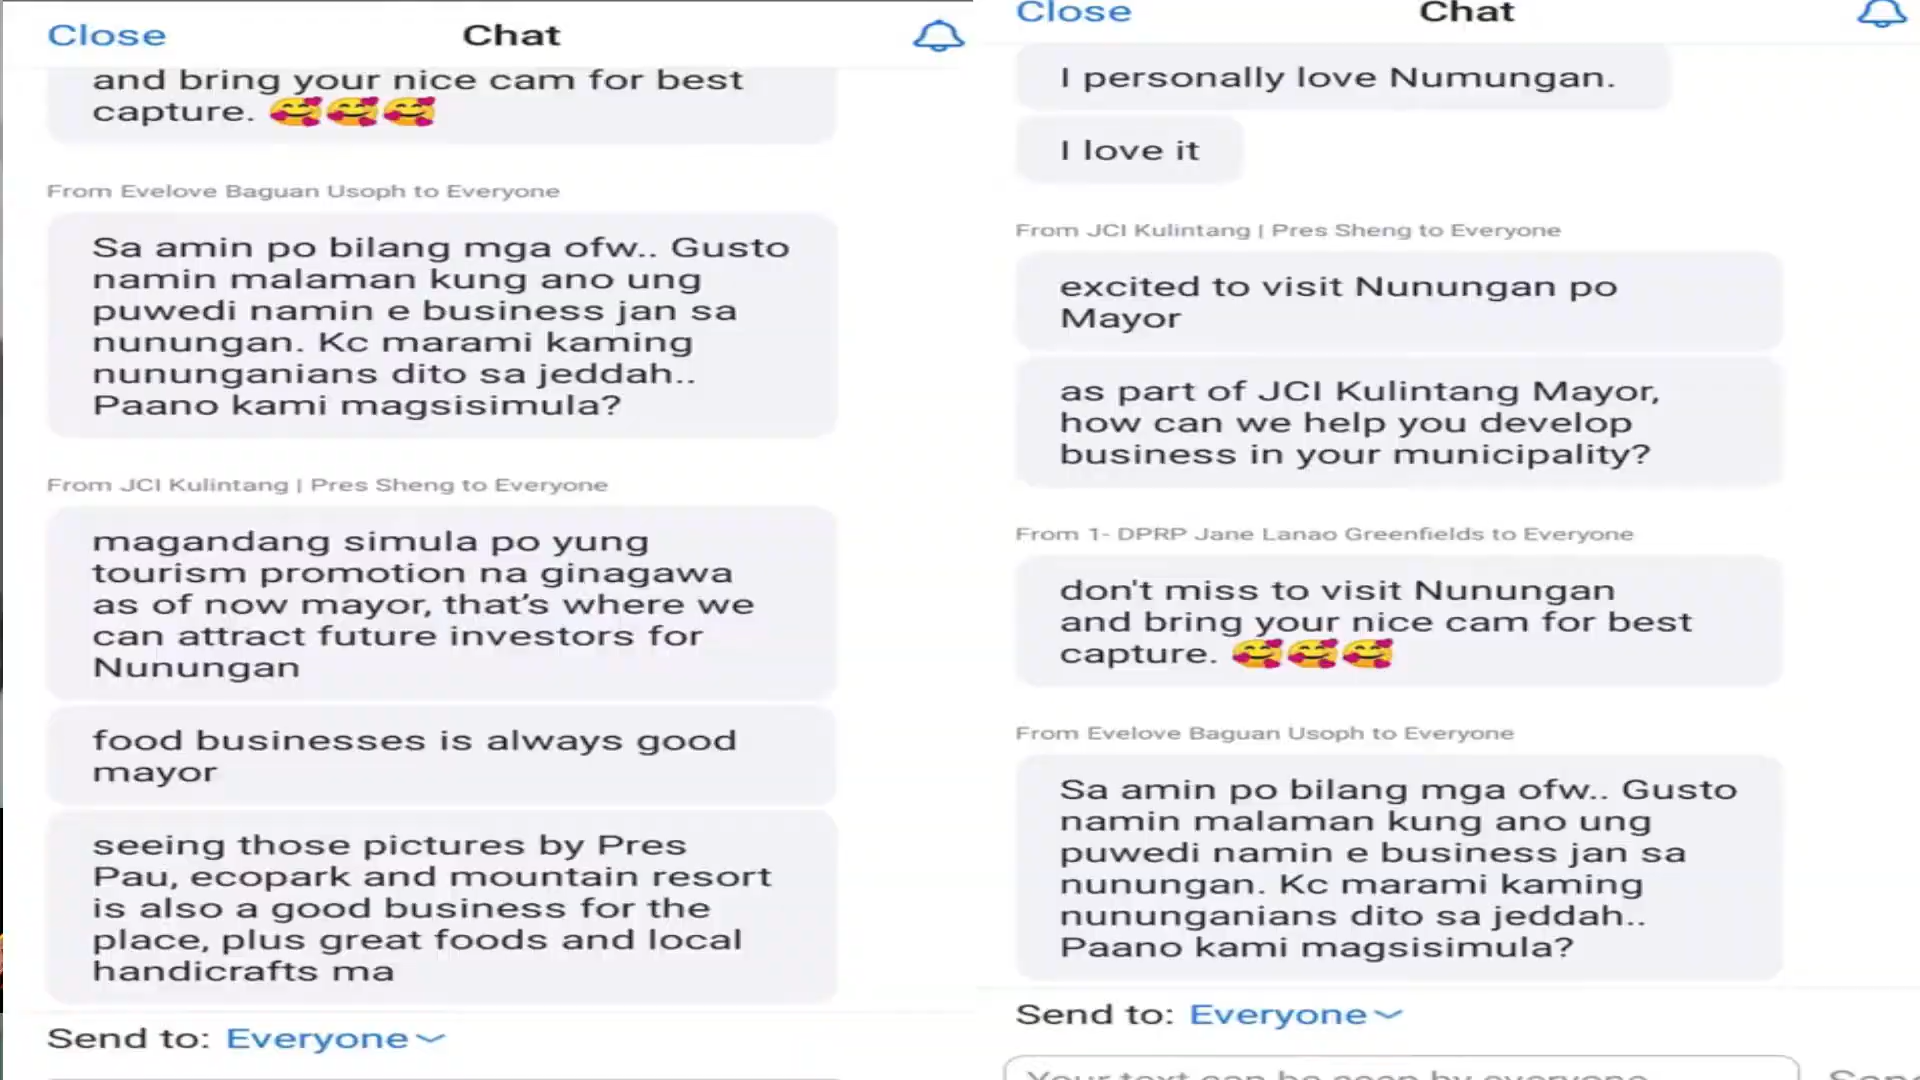 Close
Chat
and bring your nice cam for best
capture. 🥰🥰🥰
From Evelove Baguan Usoph to Everyone
Sa amin po bilang mga ofw.. Gusto
namin malaman kung ano ung
puwedi namin e business jan sa
nunungan. Kc marami kaming
nununganians dito sa jeddah..
Paano kami magsisimula?
From JCI Kulintang | Pres Sheng to Everyone
magandang simula po yung
tourism promotion na ginagawa
as of now mayor, that's where we
can attract future investors for
Nunungan
food businesses is always good
mayor
seeing those pictures by Pres
Pau, ecopark and mountain resort
is also a good business for the
place, plus great foods and local
handicrafts ma
Send to: Everyone
Close
Chat
I personally love Numungan.
I love it
From JCI Kulintang | Pres Sheng to Everyone
excited to visit Nunungan po
Mayor
as part of JCI Kulintang Mayor,
how can we help you develop
business in your municipality?
From 1- DPRP Jane Lanao Greenfields to Everyone
don't miss to visit Nunungan
and bring your nice cam for best
capture. 🥰🥰🥰
From Evelove Baguan Usoph to Everyone
Sa amin po bilang mga ofw.. Gusto
namin malaman kung ano ung
puwedi namin e business jan sa
nunungan. Kc marami kaming
nununganians dito sa jeddah..
Paano kami magsisimula?
Send to: Everyone
Your text can be seen by everyone